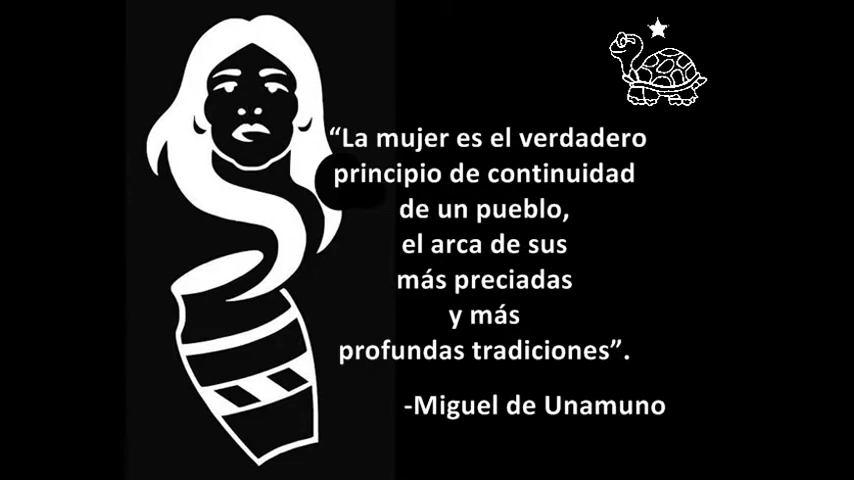 “La mujer es el verdadero
principio de continuidad
de un pueblo,
el arca de sus
más preciadas
y más
profundas tradiciones”.
-Miguel de Unamuno